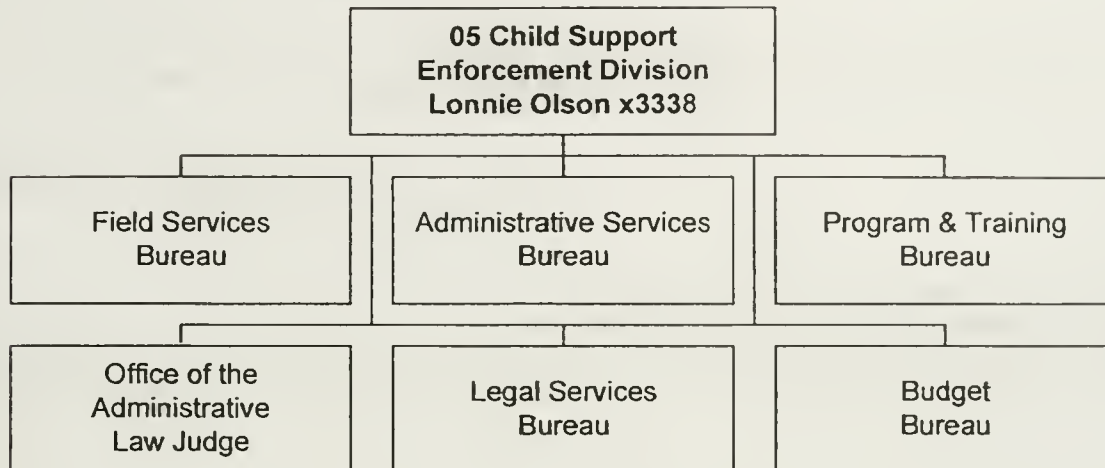 05 Child Support
Enforcement Division
Lonnie Olson x3338
Field Services
Bureau
Administrative Services
Bureau
Program & Training
Bureau
Office of the
Administrative
Law Judge
Legal Services
Bureau
Budget
Bureau